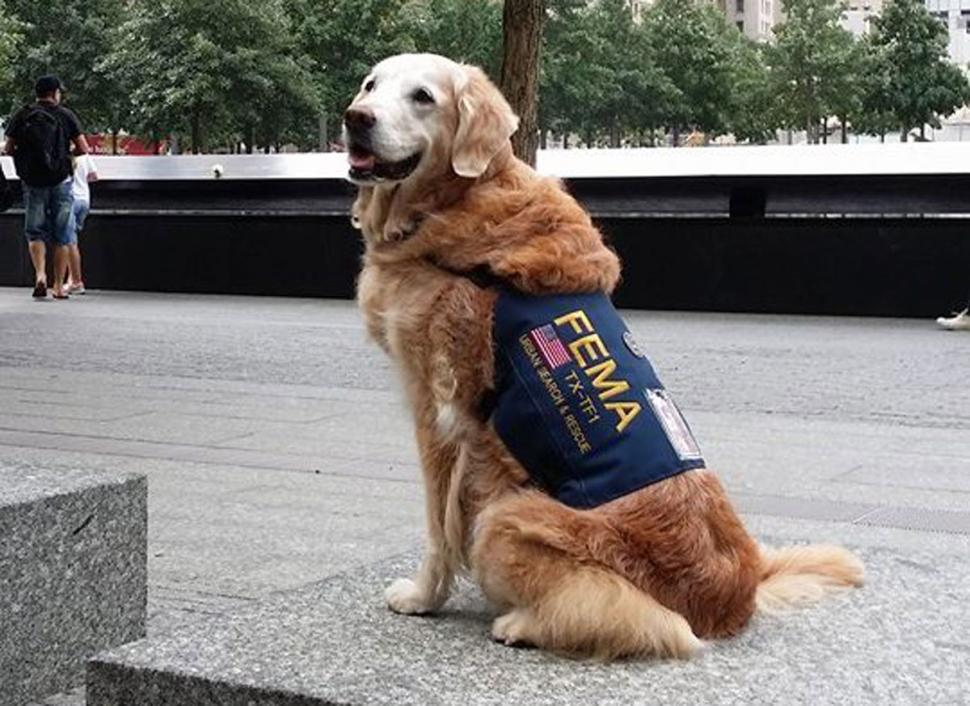 FEMA
TX-TF1
URBAN SEARCH & RESCUE